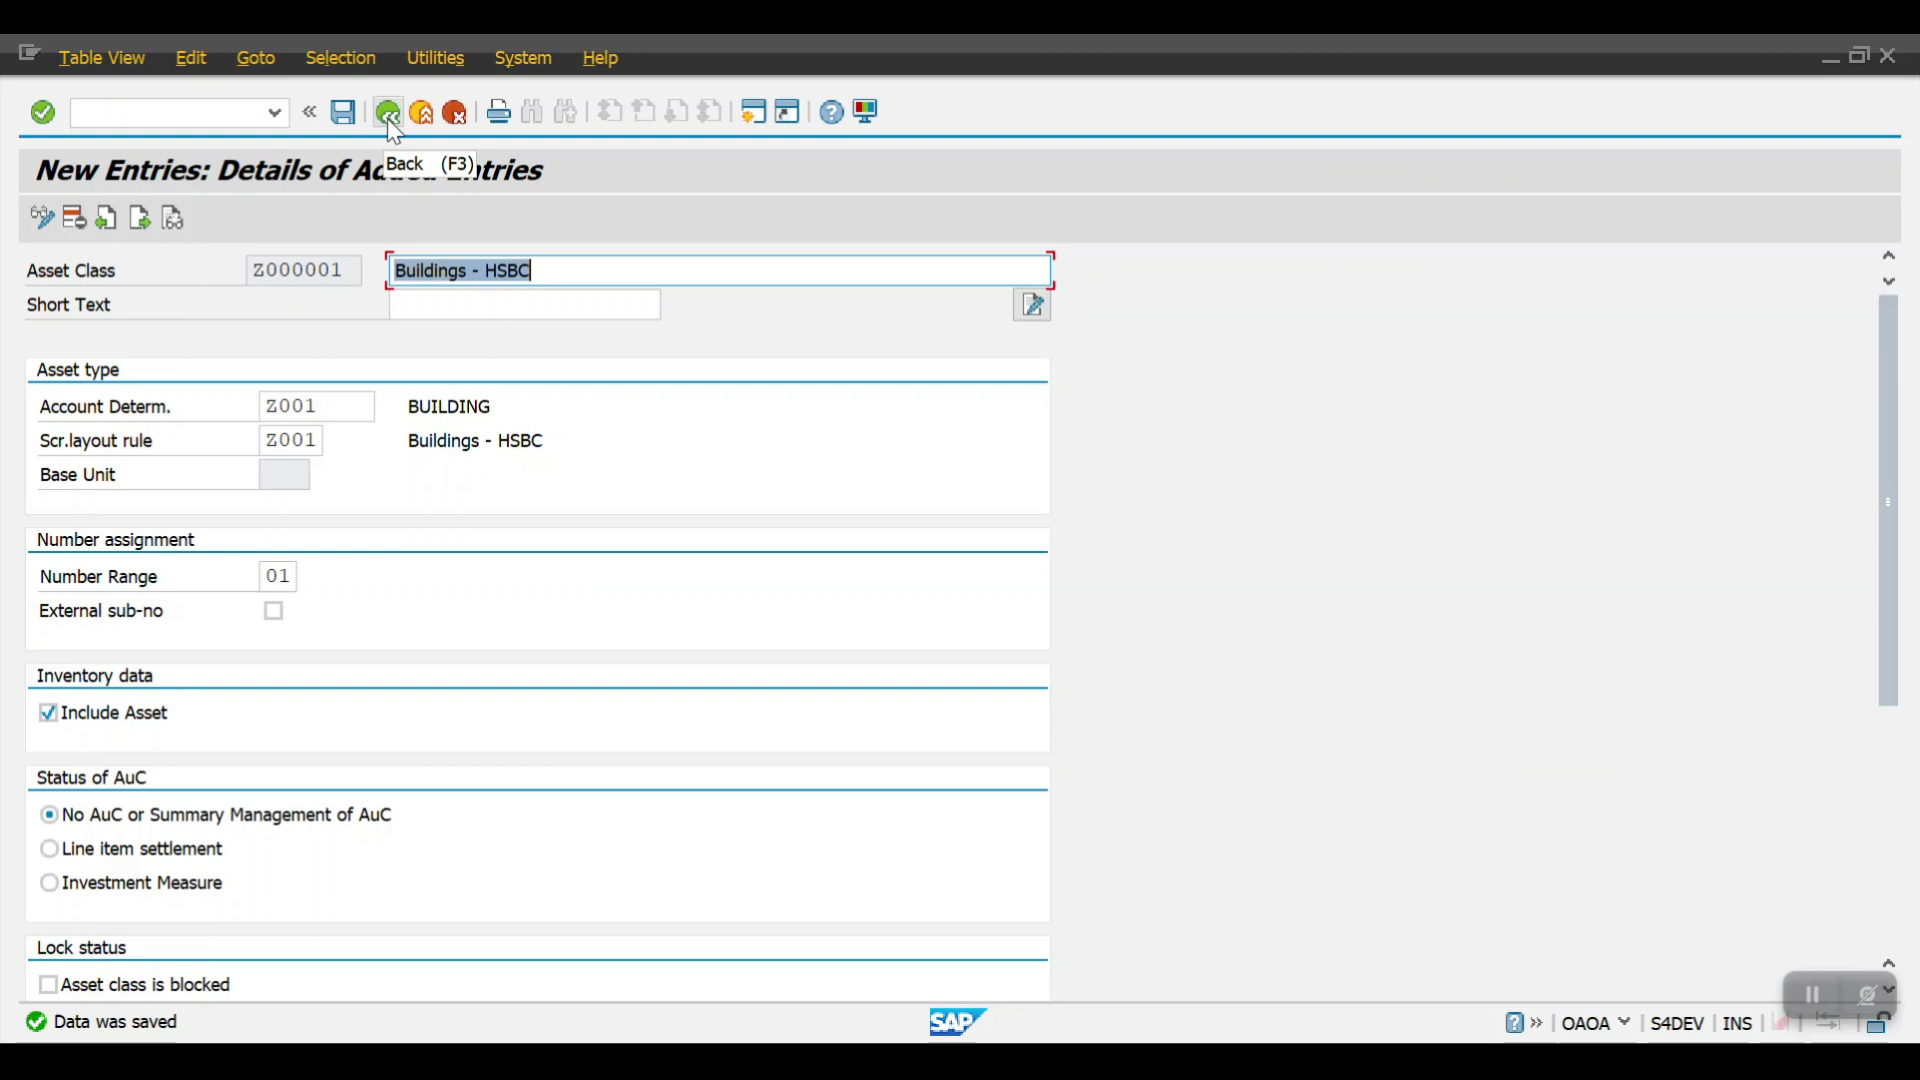 Table View Edit Goto Selection Utilities System Help
New Entries: Details of Added Entries
Back (F3)
Asset Class Z000001 Buildings - HSBC
Short Text
Asset type
Account Determ. Z001 BUILDING
Scr.layout rule Z001 Buildings - HSBC
Base Unit
Number assignment
Number Range 01
External sub-no
Inventory data
Include Asset
Status of AuC
No AuC or Summary Management of AuC
Line item settlement
Investment Measure
Lock status
Asset class is blocked
Data was saved SAP OAOA S4DEV INS